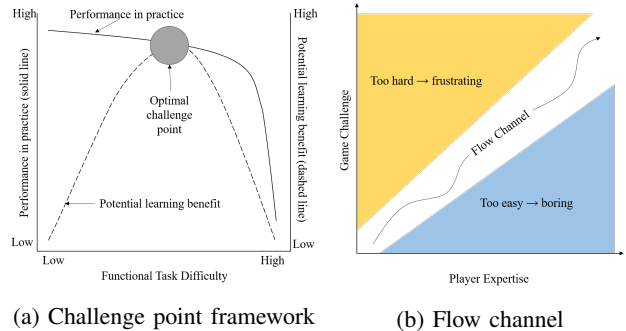 High
Performance in practice
High
Performance in practice (solid line)
Optimal
challenge
point
Potential learning benefit
Potential learning benefit (dashed line)
Low
Low
Low
High
Functional Task Difficulty
(a) Challenge point framework
Game Challenge
Too hard → frustrating
Flow Channel
Too easy → boring
Player Expertise
(b) Flow channel